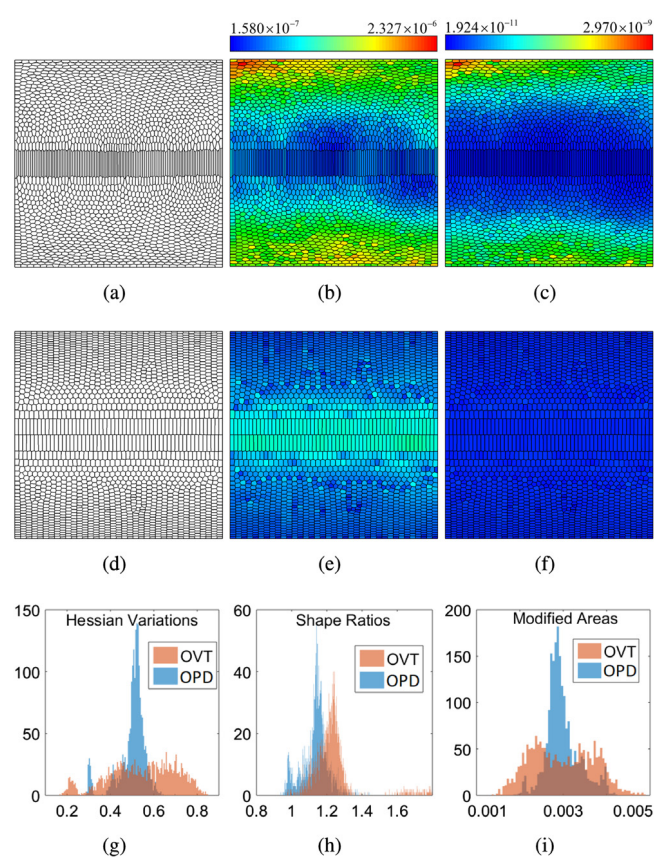 1.580×10⁻⁷ 2.327×10⁻⁶ 1.924×10⁻¹¹ 2.970×10⁻⁹
(a) (b) (c)
(d) (e) (f)
Hessian Variations
OVT
OPD
150
100
50
0
0.2 0.4 0.6 0.8
Shape Ratios
OVT
OPD
60
40
20
0
0.8 1 1.2 1.4 1.6
Modified Areas
OVT
OPD
200
150
100
50
0
0.001 0.003 0.005
(g) (h) (i)